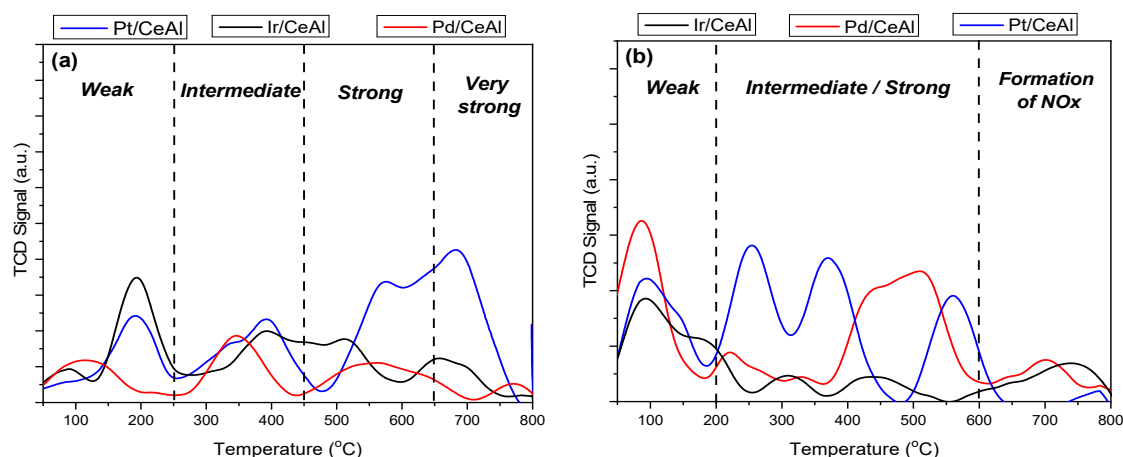 Pt/CeAl Ir/CeAl Pd/CeAl
(a)
Weak Intermediate Strong Very strong
TCD Signal (a.u.)
100 200 300 400 500 600 700 800
Temperature (°C)
Ir/CeAl Pd/CeAl Pt/CeAl
(b)
Weak Intermediate / Strong Formation of NOx
TCD Signal (a.u.)
100 200 300 400 500 600 700 800
Temperature (°C)